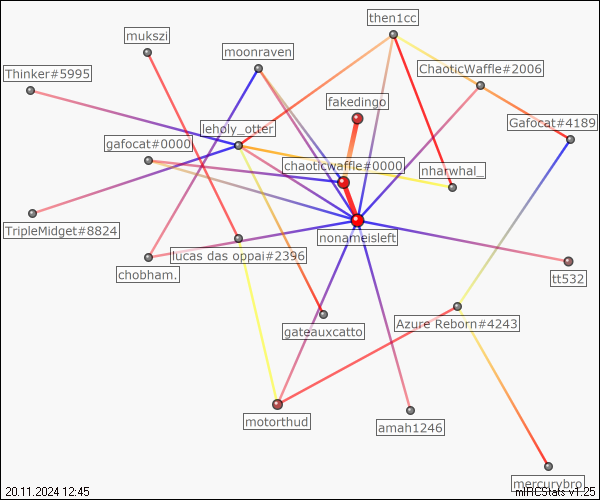 then1cc
mukszi
moonraven
Thinker#5995
ChaoticWaffle#2006
fakedingo
Gafocat#4189
leholy_otter
gafocat#0000
chaoticwaffle#0000
nharwhal_
TripleMidget#8824
nonameisleft
lucas das oppai#2396
chobham.
tt532
gateauxcatto
Azure Reborn#4243
motorthud
amah1246
mercurybro
20.11.2024 12:45
mIRCStats v1.25